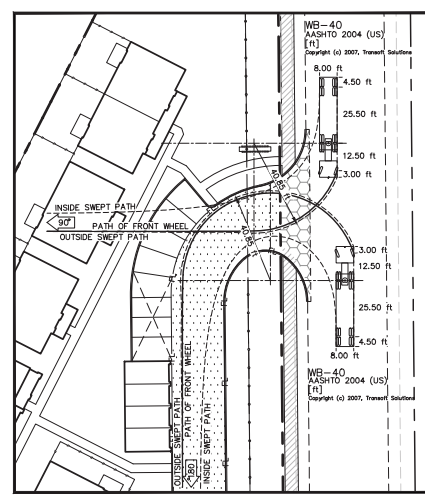 WB-40
AASHTO 2004 (US)
[ft]
Copyright (c) 2007, Transoft Solutions
8.00 ft
4.50 ft
25.50 ft
12.50 ft
3.00 ft
40.85 ft
INSIDE SWEPT PATH
90°
PATH OF FRONT WHEEL
OUTSIDE SWEPT PATH
40.85 ft
3.00 ft
12.50 ft
25.50 ft
4.50 ft
8.00 ft
WB-40
AASHTO 2004 (US)
[ft]
Copyright (c) 2007, Transoft Solutions
OUTSIDE SWEPT PATH
PATH OF FRONT WHEEL
INSIDE SWEPT PATH
180